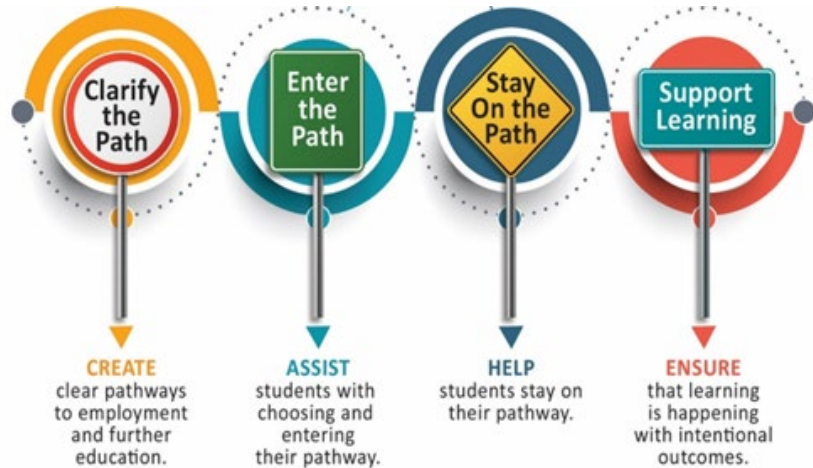 Clarify
the
Path
Enter
the
Path
Stay
On the
Path
Support
Learning
CREATE
clear pathways
to employment
and further
education.
ASSIST
students with
choosing and
entering
their pathway.
HELP
students stay on
their pathway.
ENSURE
that learning
is happening
with intentional
outcomes.